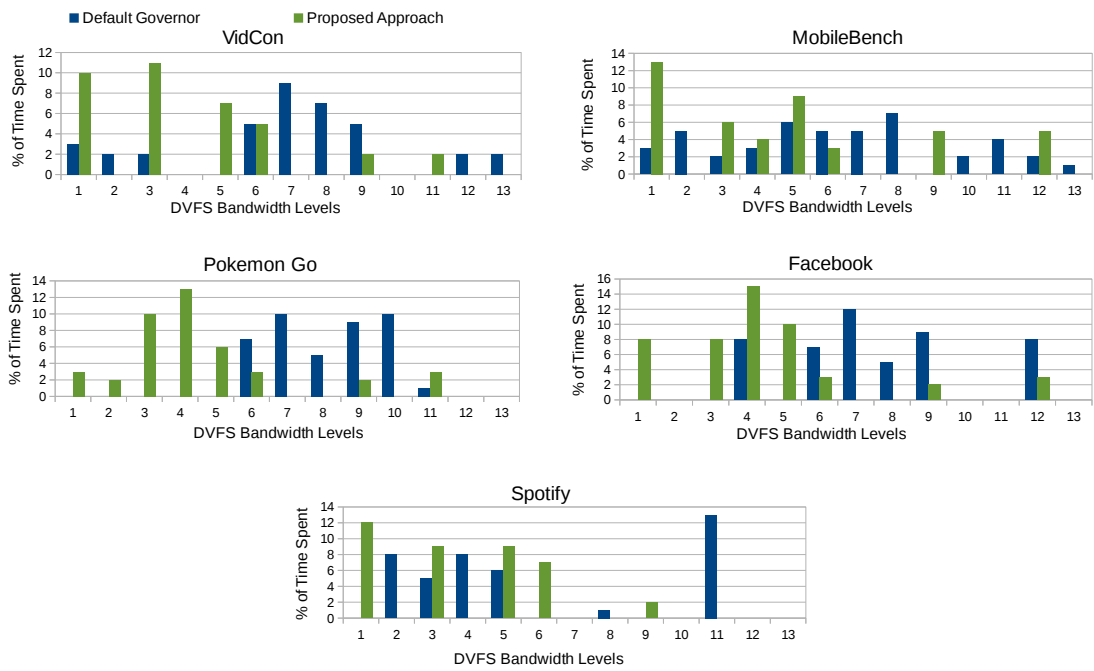 Default Governor Proposed Approach
VidCon
% of Time Spent
12
10
8
6
4
2
0
1 2 3 4 5 6 7 8 9 10 11 12 13
DVFS Bandwidth Levels
MobileBench
% of Time Spent
14
12
10
8
6
4
2
0
1 2 3 4 5 6 7 8 9 10 11 12 13
DVFS Bandwidth Levels
Pokemon Go
% of Time Spent
14
12
10
8
6
4
2
0
1 2 3 4 5 6 7 8 9 10 11 12 13
DVFS Bandwidth Levels
Facebook
% of Time Spent
16
14
12
10
8
6
4
2
0
1 2 3 4 5 6 7 8 9 10 11 12 13
DVFS Bandwidth Levels
Spotify
% of Time Spent
14
12
10
8
6
4
2
0
1 2 3 4 5 6 7 8 9 10 11 12 13
DVFS Bandwidth Levels